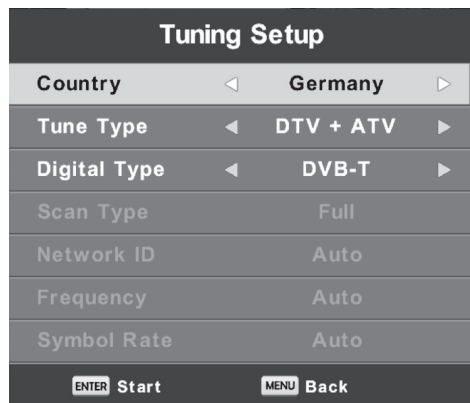 Tuning Setup
Country Germany
Tune Type DTV + ATV
Digital Type DVB-T
Scan Type Full
Network ID Auto
Frequency Auto
Symbol Rate Auto
ENTER Start MENU Back